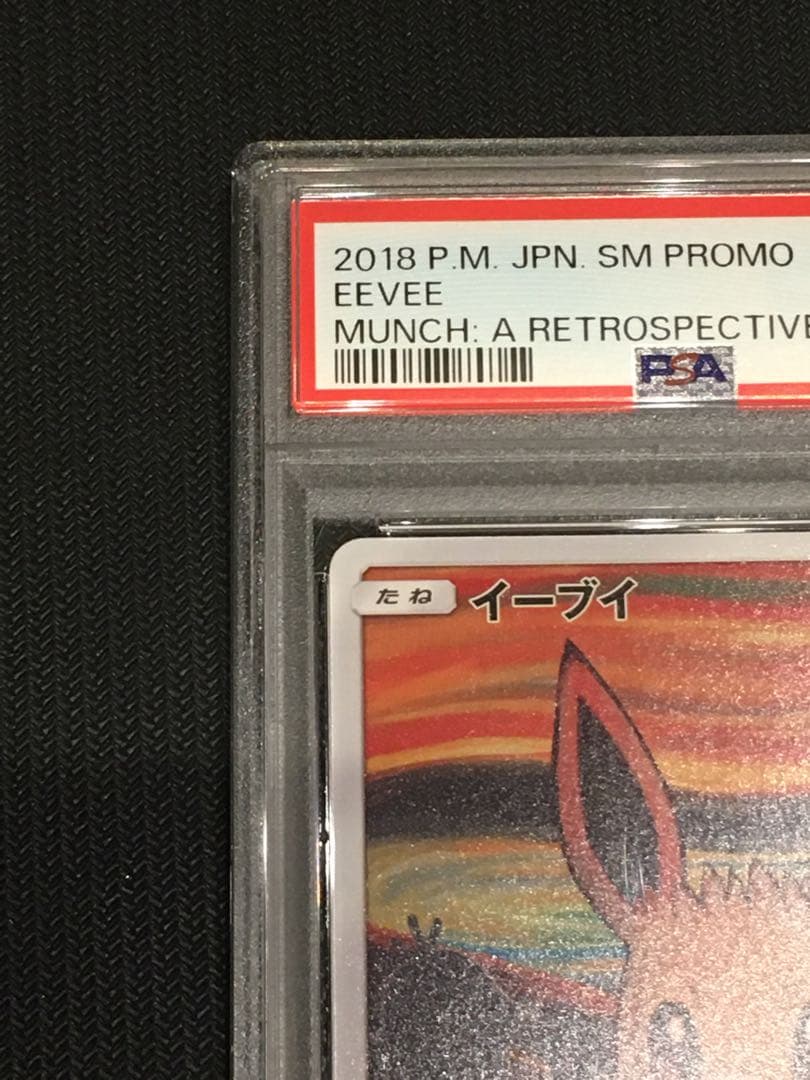 2018 P.M. JPN. SM PROMO
EEVEE
MUNCH: A RETROSPECTIVE
PSA
たね イーブイ